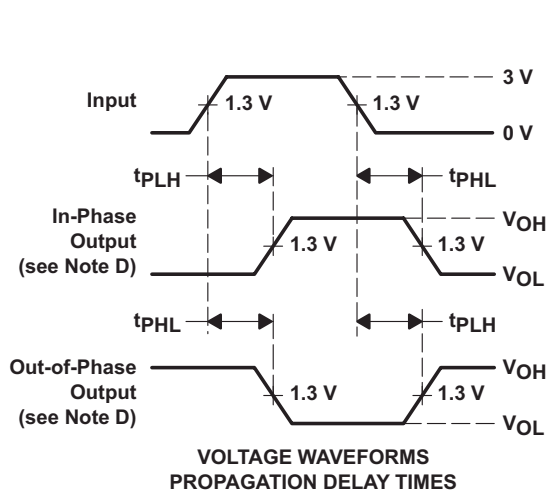 3 V
Input
1.3 V
1.3 V
0 V
tPLH
tPHL
In-Phase
Output
(see Note D)
VOH
1.3 V
1.3 V
VOL
tPHL
tPLH
Out-of-Phase
Output
(see Note D)
VOH
1.3 V
1.3 V
VOL
VOLTAGE WAVEFORMS
PROPAGATION DELAY TIMES